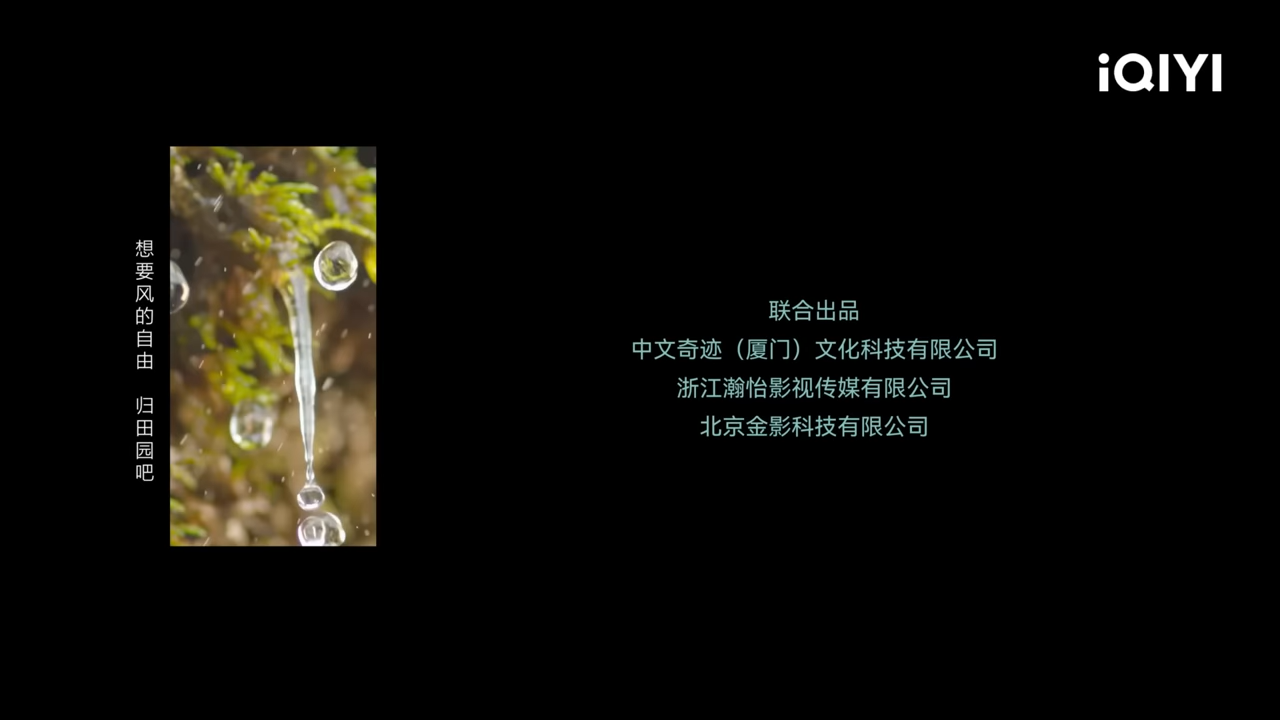 iQIYI
想要风的自由 归田园吧
联合出品
中文奇迹（厦门）文化科技有限公司
浙江瀚怡影视传媒有限公司
北京金影科技有限公司